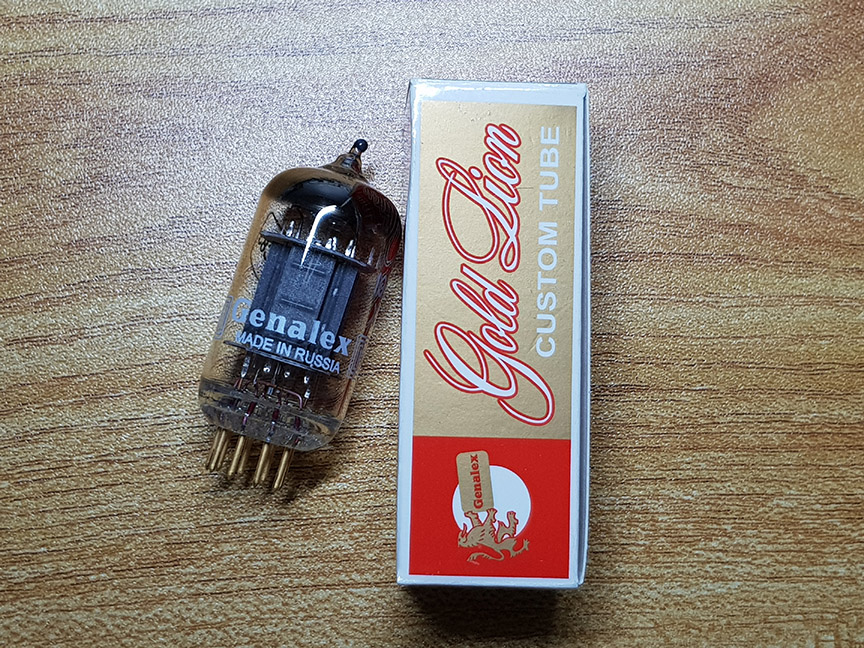 Genalex
MADE IN RUSSIA
Gold Lion
CUSTOM TUBE
Genalex